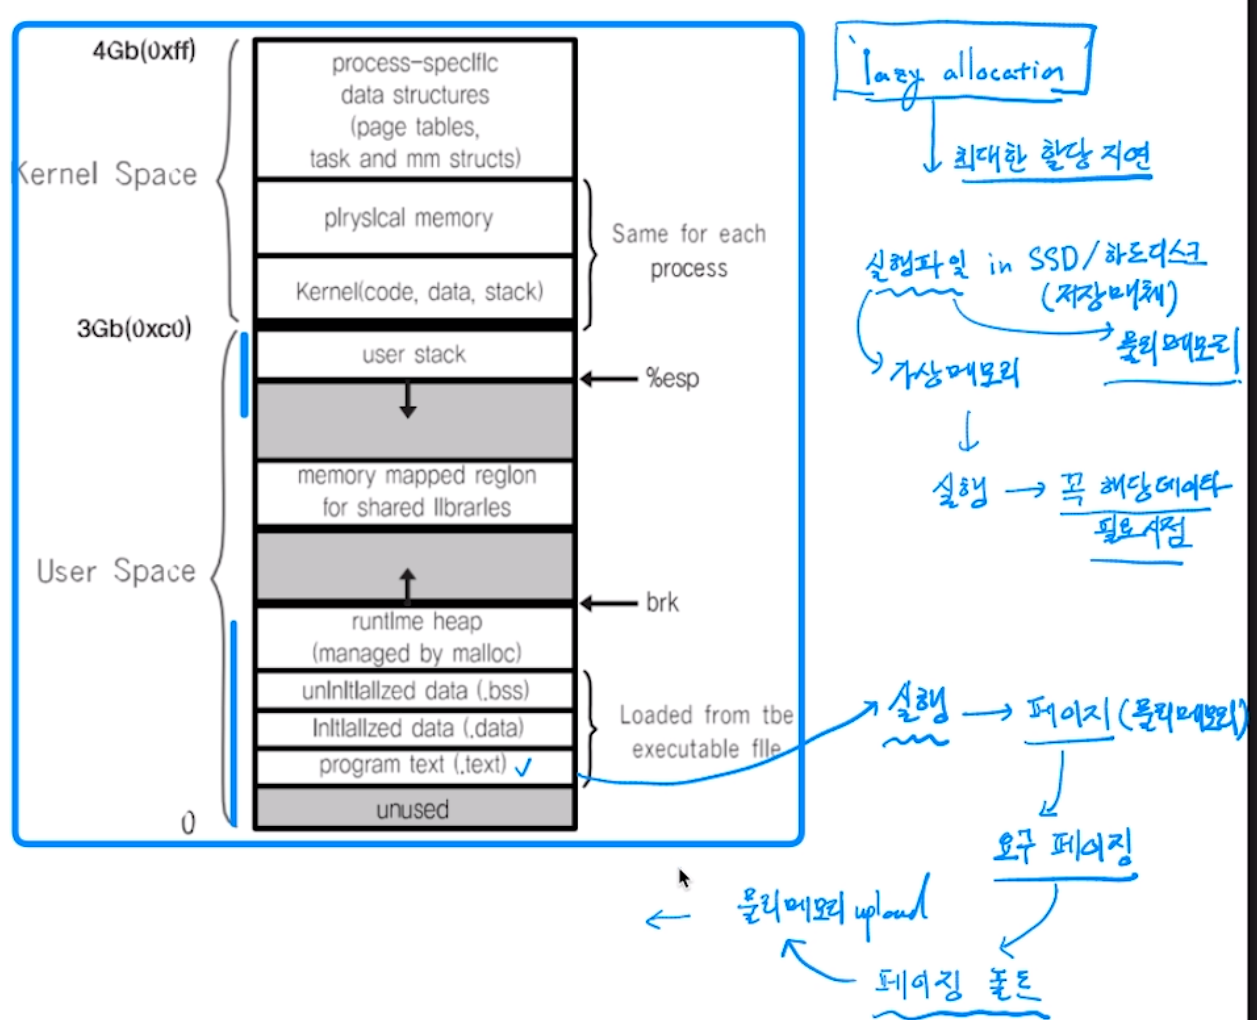 4Gb(0xff)
process-specific
data structures
(page tables,
task and mm structs)
Kernel Space
plryslcal memory
Kernel(code, data, stack)
Same for each
process
3Gb(0xc0)
user stack
%esp
memory mapped region
for shared libraries
User Space
brk
runtime heap
(managed by malloc)
uninitialized data (.bss)
Initialized data (.data)
program text (.text)
Loaded from tbe
executable file
unused
0
lazy allocation
최대한 할당 지연
실행파일 in SSD/하드디스크
(저장매체)
물리메모리
가상메모리
실행 → 꼭 해당데이타
필요시점
실행 → 페이지 (물리메모리)
요구 페이징
페이징 폴트
물리메모리 upload
←